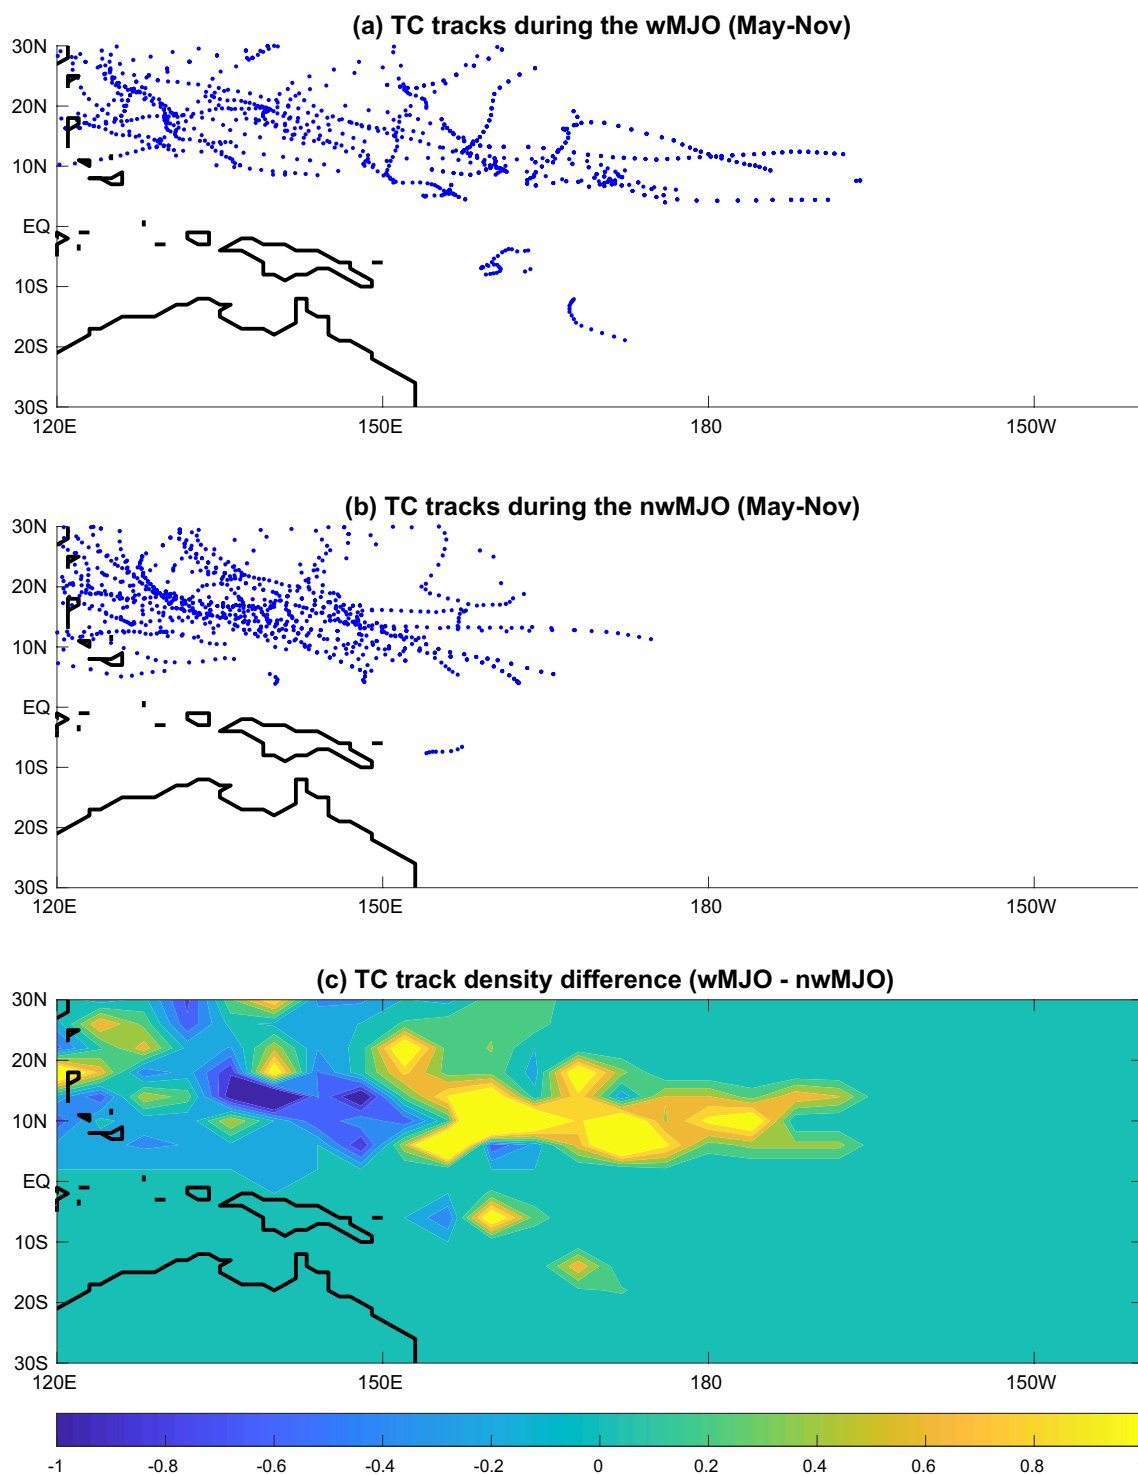 (a) TC tracks during the wMJO (May-Nov)
30N
20N
10N
EQ
10S
20S
30S
120E 150E 180 150W
(b) TC tracks during the nwMJO (May-Nov)
30N
20N
10N
EQ
10S
20S
30S
120E 150E 180 150W
(c) TC track density difference (wMJO - nwMJO)
30N
20N
10N
EQ
10S
20S
30S
120E 150E 180 150W
-1 -0.8 -0.6 -0.4 -0.2 0 0.2 0.4 0.6 0.8 1